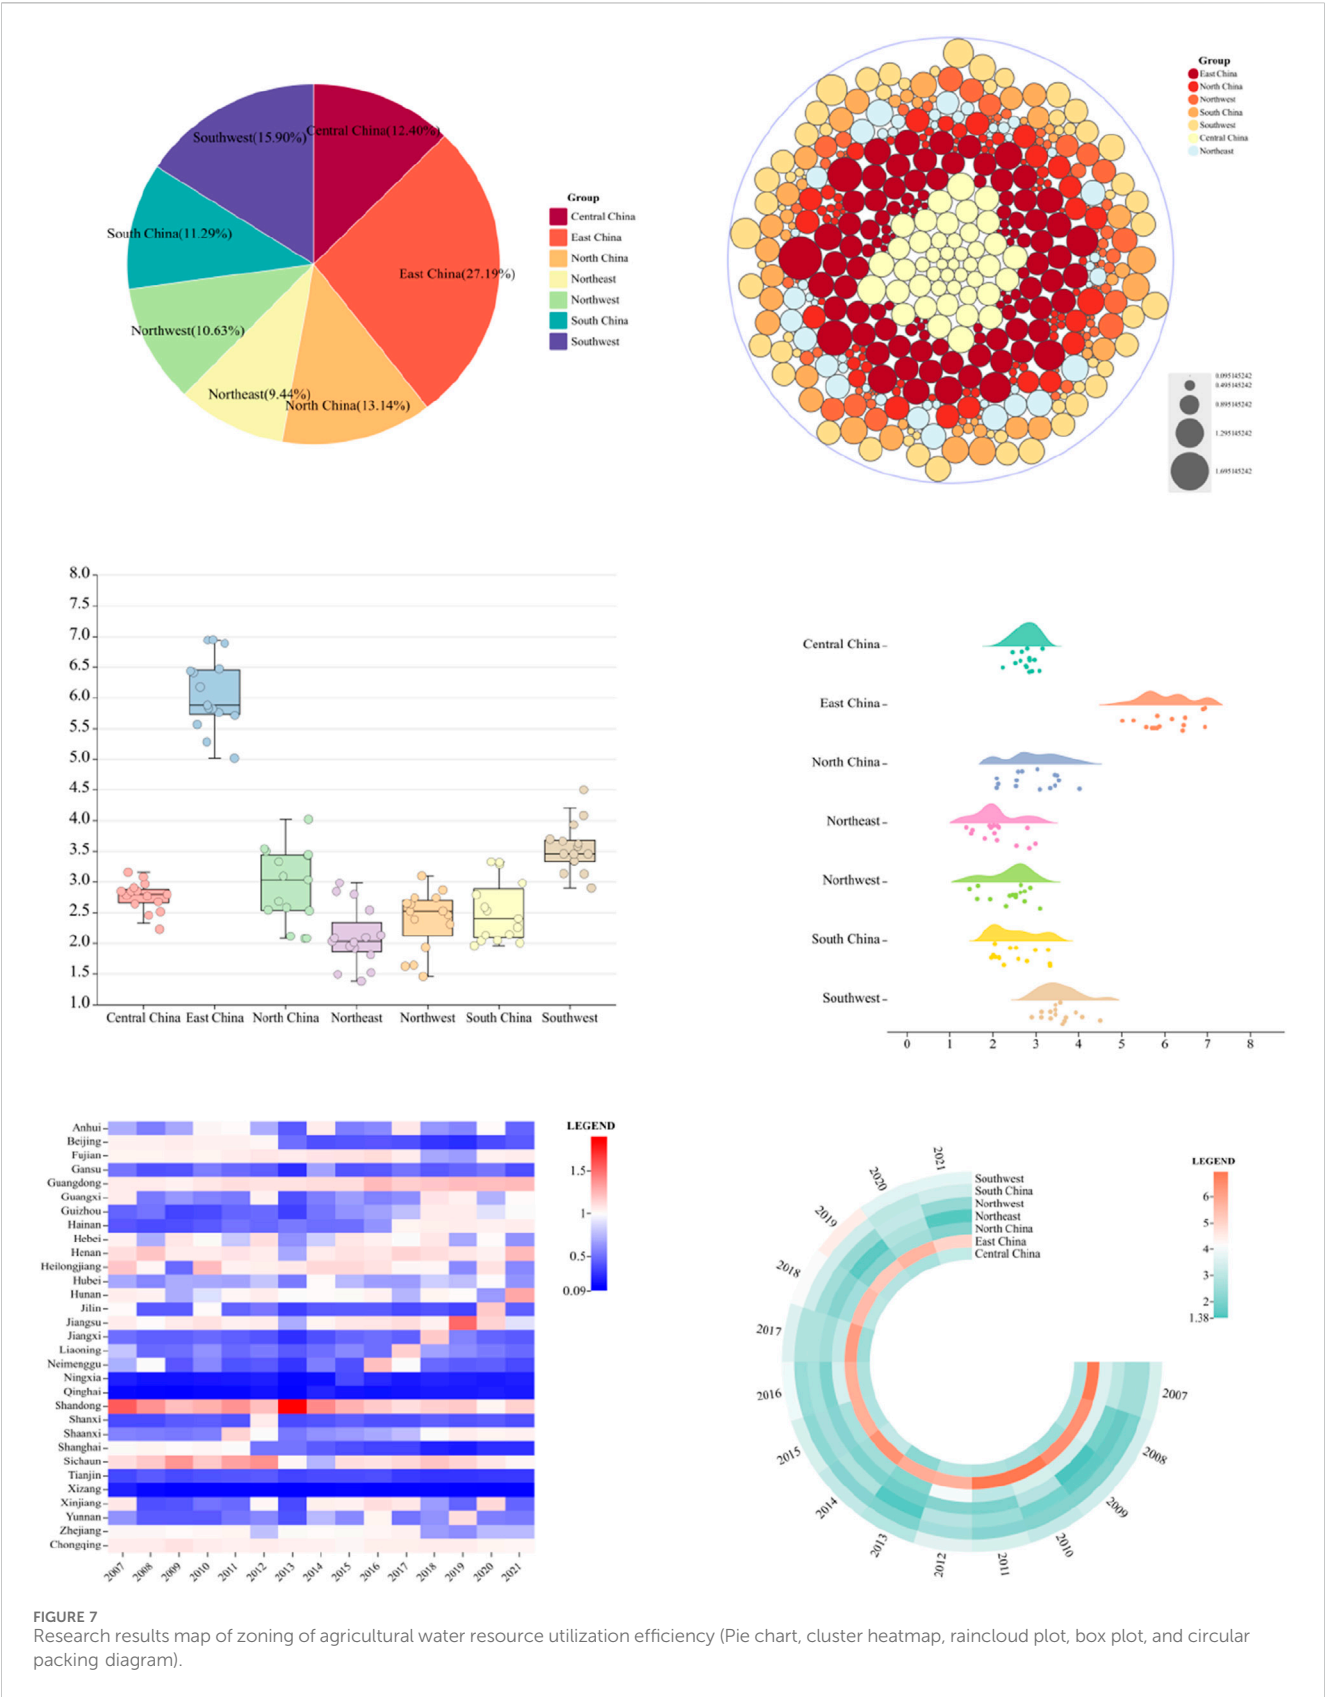 Southwest(15.90%)
Central China(12.40%)
South China(11.29%)
East China(27.19%)
Northwest(10.63%)
Northeast(9.44%)
North China(13.14%)
Group
Central China
East China
North China
Northeast
Northwest
South China
Southwest
Group
East China
North China
Northwest
South China
Southwest
Central China
Northeast
0.095145242
0.495145242
0.895145242
1.295145242
1.695145242
8.0
7.5
7.0
6.5
6.0
5.5
5.0
4.5
4.0
3.5
3.0
2.5
2.0
1.5
1.0
Central China East China North China Northeast Northwest South China Southwest
Central China
East China
North China
Northeast
Northwest
South China
Southwest
0 1 2 3 4 5 6 7 8
Anhui
Beijing
Fujian
Gansu
Guangdong
Guangxi
Guizhou
Hainan
Hebei
Henan
Heilongjiang
Hubei
Hunan
Jilin
Jiangsu
Jiangxi
Liaoning
Neimenggu
Ningxia
Qinghai
Shandong
Shanxi
Shaanxi
Shanghai
Sichaun
Tianjin
Xizang
Xinjiang
Yunnan
Zhejiang
Chongqing
2007 2008 2009 2010 2011 2012 2013 2014 2015 2016 2017 2018 2019 2020 2021
LEGEND
1.5
1
0.5
0.09
2021
2020
2019
2018
2017
2016
2015
2014
2013
2012
2011
2010
2009
2008
2007
Southwest
South China
Northwest
Northeast
North China
East China
Central China
LEGEND
6
5
4
3
2
1.38
FIGURE 7
Research results map of zoning of agricultural water resource utilization efficiency (Pie chart, cluster heatmap, raincloud plot, box plot, and circular
packing diagram).